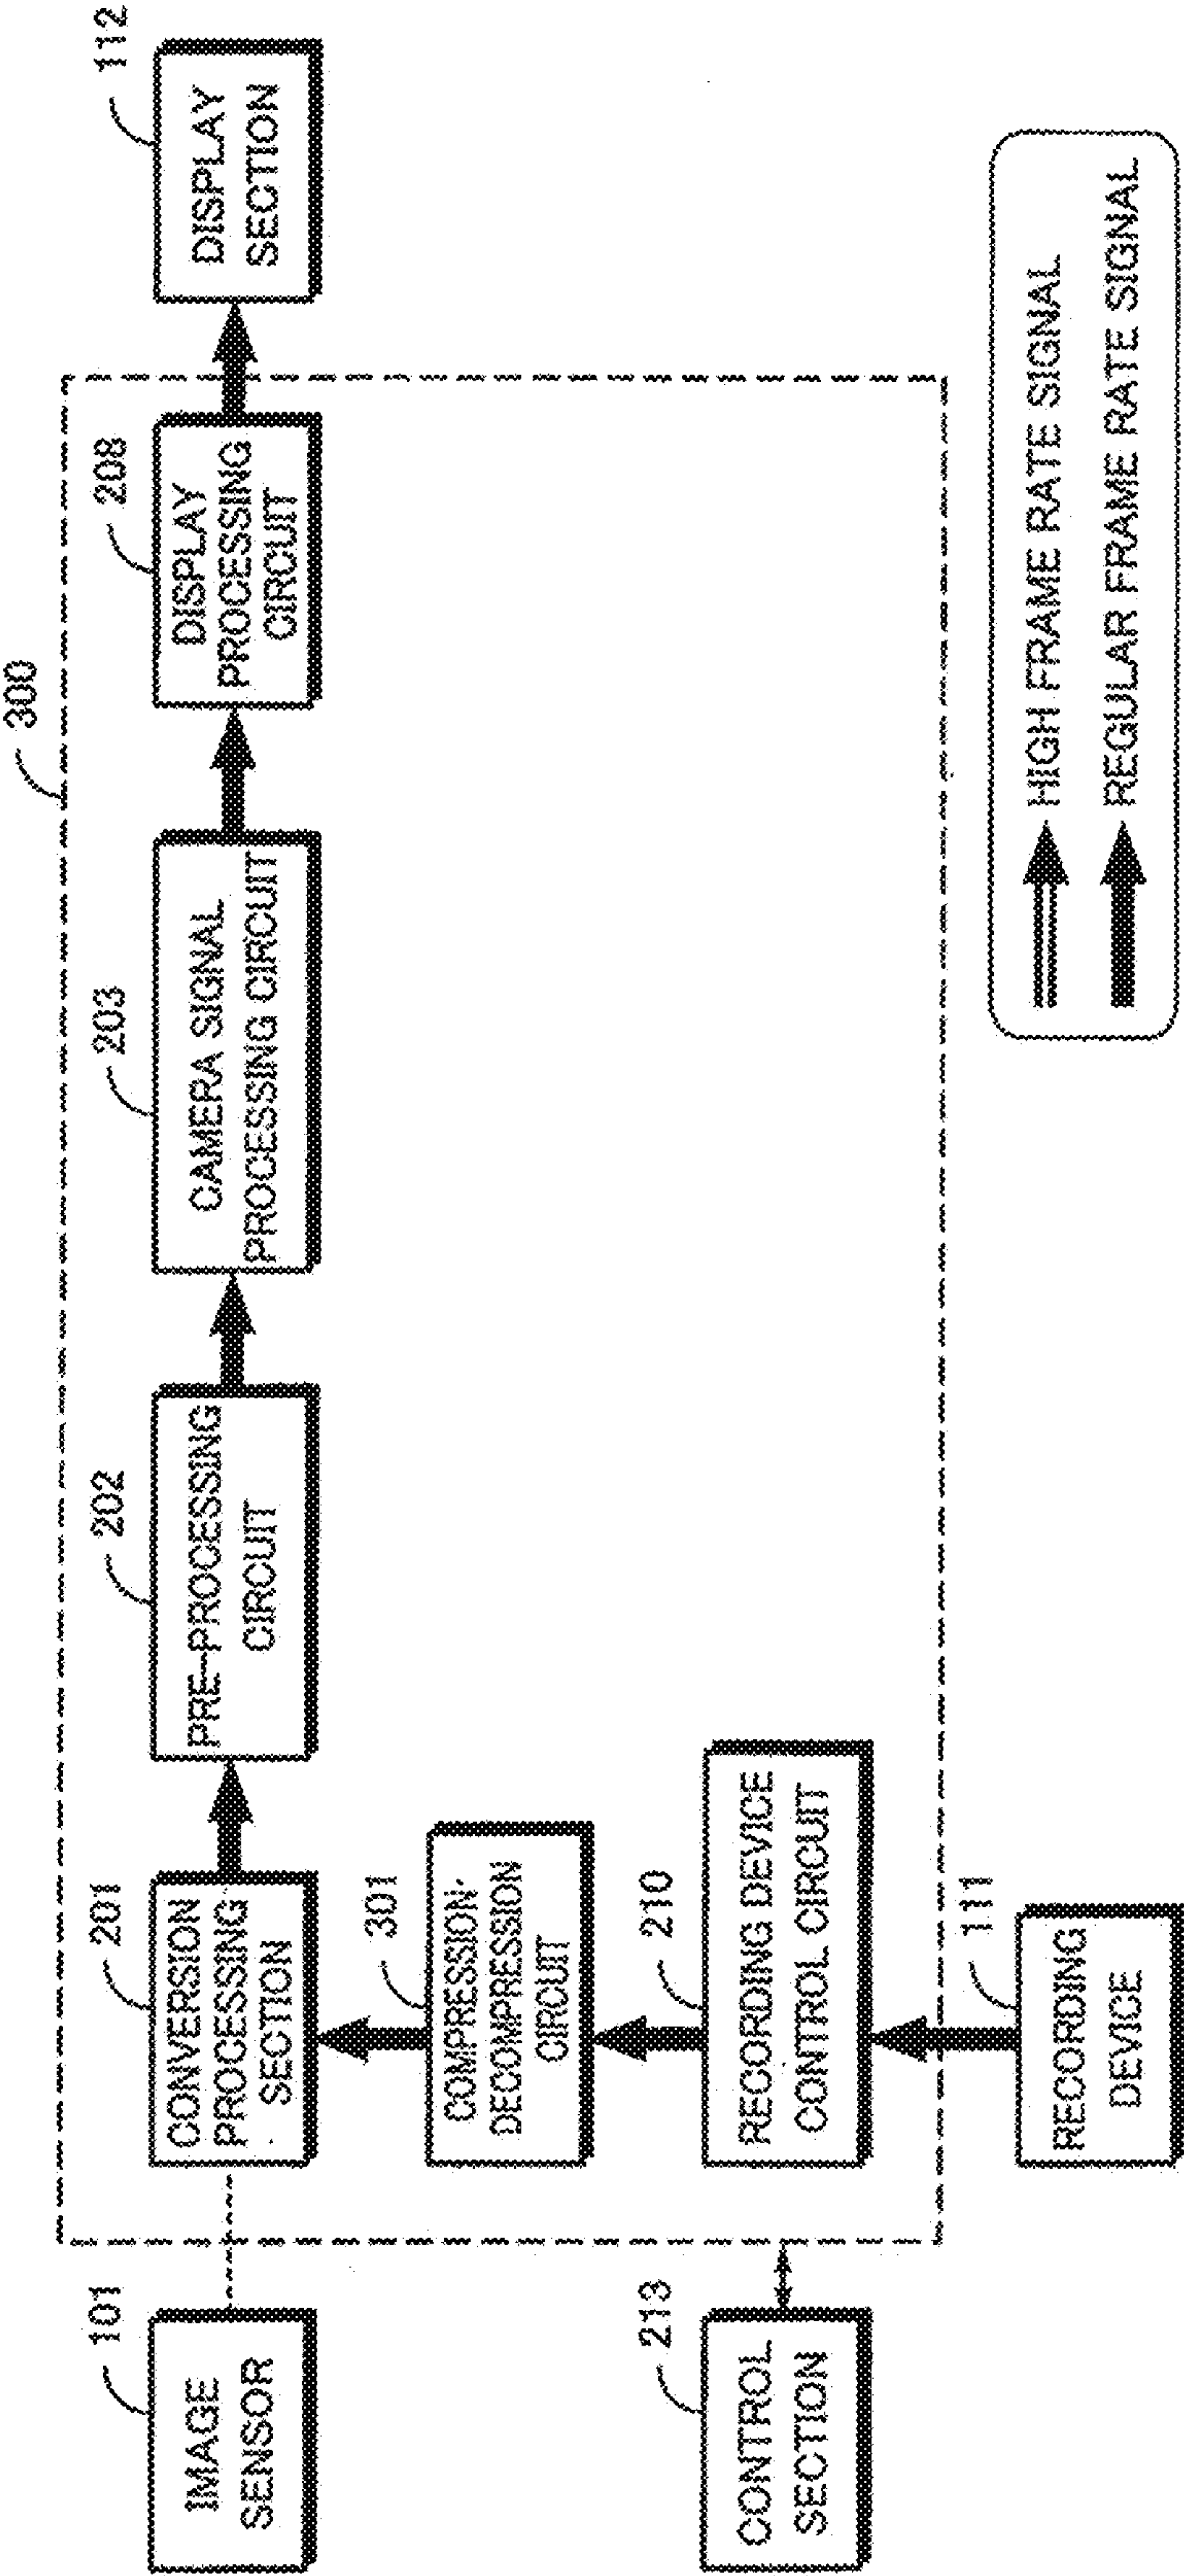 300
101
IMAGE
SENSOR
201
CONVERSION
PROCESSING
SECTION
202
PRE-PROCESSING
CIRCUIT
203
CAMERA SIGNAL
PROCESSING CIRCUIT
208
DISPLAY
PROCESSING
CIRCUIT
112
DISPLAY
SECTION
301
COMPRESSION-
DECOMPRESSION
CIRCUIT
213
CONTROL
SECTION
210
RECORDING DEVICE
CONTROL CIRCUIT
111
RECORDING
DEVICE
HIGH FRAME RATE SIGNAL
REGULAR FRAME RATE SIGNAL